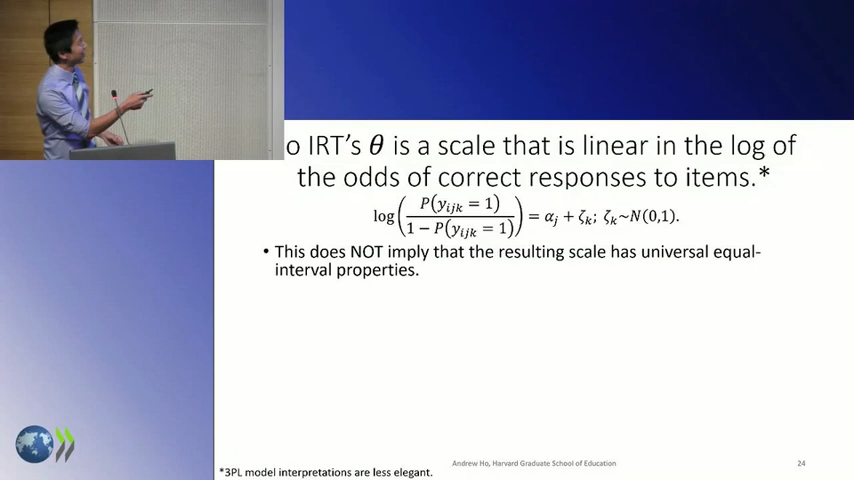 o IRT's θ is a scale that is linear in the log of
the odds of correct responses to items.*
log(P(y_ijk = 1) / (1 − P(y_ijk = 1))) = α_j + ζ_k; ζ_k~N(0,1).
• This does NOT imply that the resulting scale has universal equal-
interval properties.
Andrew Ho, Harvard Graduate School of Education
24
*3PL model interpretations are less elegant.